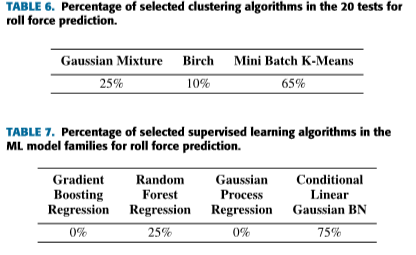 TABLE 6. Percentage of selected clustering algorithms in the 20 tests for
roll force prediction.
Gaussian Mixture Birch Mini Batch K-Means
25% 10% 65%
TABLE 7. Percentage of selected supervised learning algorithms in the
ML model families for roll force prediction.
Gradient Random Gaussian Conditional
Boosting Forest Process Linear
Regression Regression Regression Gaussian BN
0% 25% 0% 75%